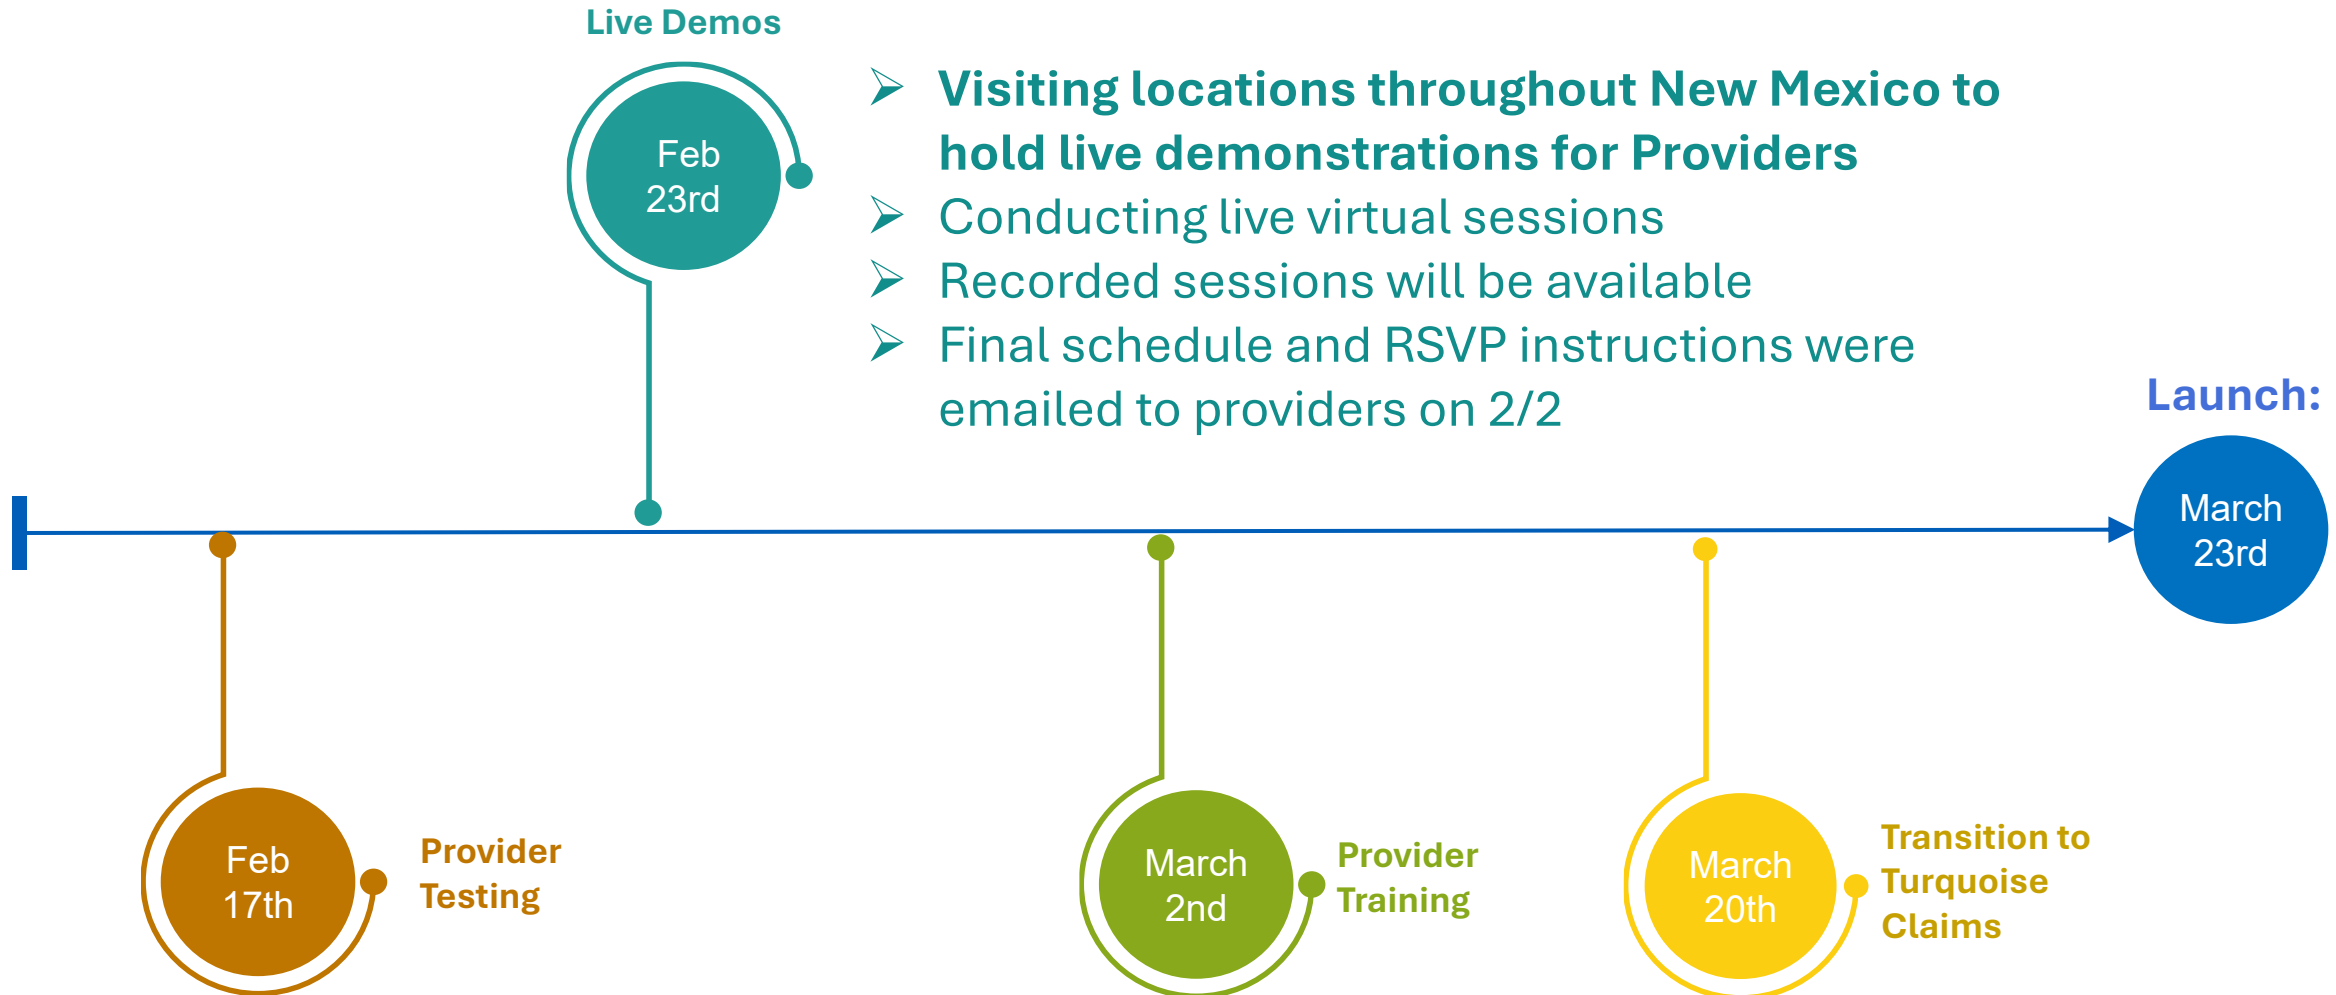 Live Demos
Feb
23rd
Visiting locations throughout New Mexico to
hold live demonstrations for Providers
Conducting live virtual sessions
Recorded sessions will be available
Final schedule and RSVP instructions were
emailed to providers on 2/2
Launch:
March
23rd
Feb
17th
Provider
Testing
March
2nd
Provider
Training
March
20th
Transition to
Turquoise
Claims